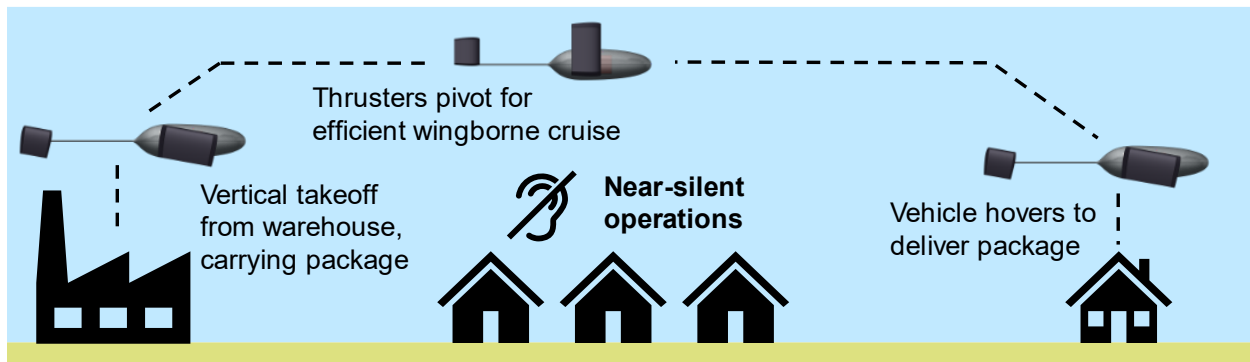 Thrusters pivot for
efficient wingborne cruise
Vertical takeoff
from warehouse,
carrying package
Near-silent
operations
Vehicle hovers to
deliver package